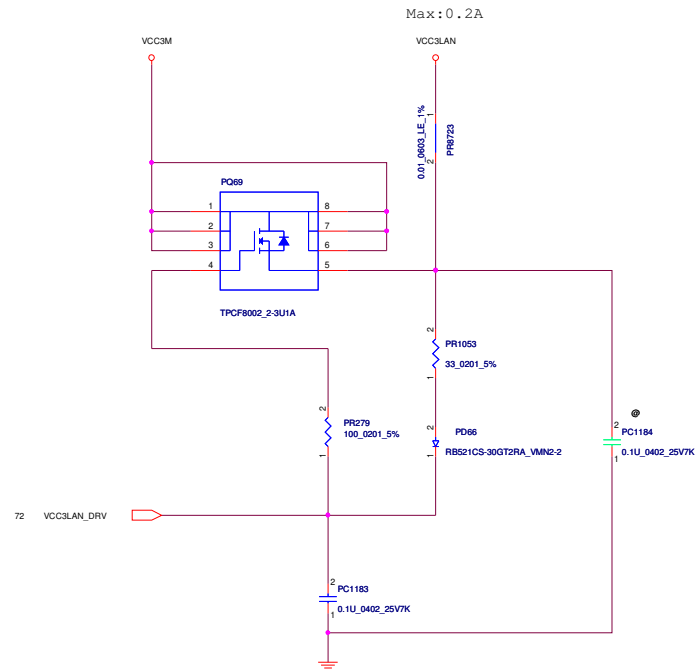 Max:0.2A
VCC3M
VCC3LAN
1
0.01_0603_LE_1%
PR8723
2
PQ69
1
8
2
7
3
6
4
5
TPCF8002_2-3U1A
2
PR1053
33_0201_5%
1
2
PR279
100_0201_5%
1
2
PD66
RB521CS-30GT2RA_VMN2-2
1
@
2
PC1184
0.1U_0402_25V7K
1
72
VCC3LAN_DRV
2
PC1183
0.1U_0402_25V7K
1